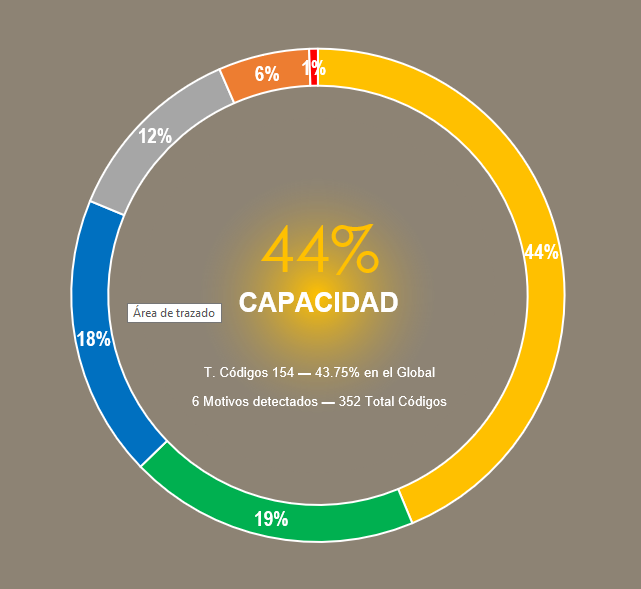 6%
1%
12%
44%
44%
CAPACIDAD
Área de trazado
18%
T. Códigos 154 — 43.75% en el Global
6 Motivos detectados — 352 Total Códigos
19%